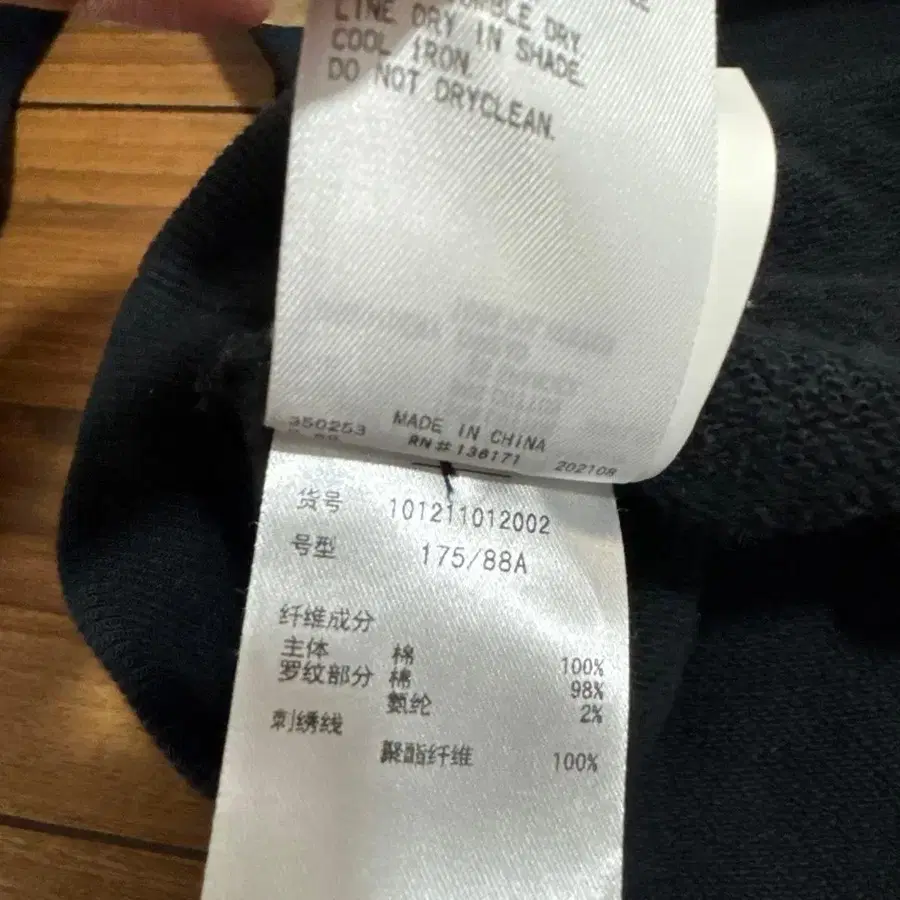 LINE DRY IN SHADE.
COOL IRON.
DO NOT DRYCLEAN.
350253
MADE IN CHINA
RN#136171
202108
货号 101211012002
号型 175/88A
纤维成分
主体 棉 100%
罗纹部分 棉 98%
氨纶 2%
刺绣线
聚酯纤维 100%